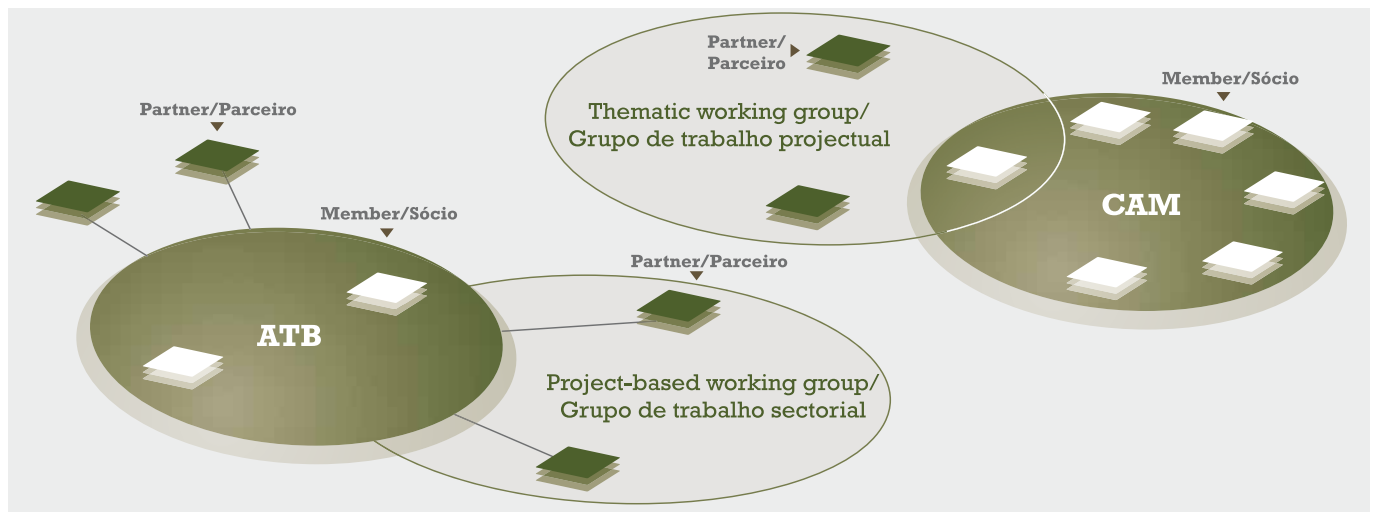 Partner/
Parceiro
Member/Sócio
Partner/Parceiro
Thematic working group/
Grupo de trabalho projectual
CAM
Member/Sócio
Partner/Parceiro
ATB
Project-based working group/
Grupo de trabalho sectorial